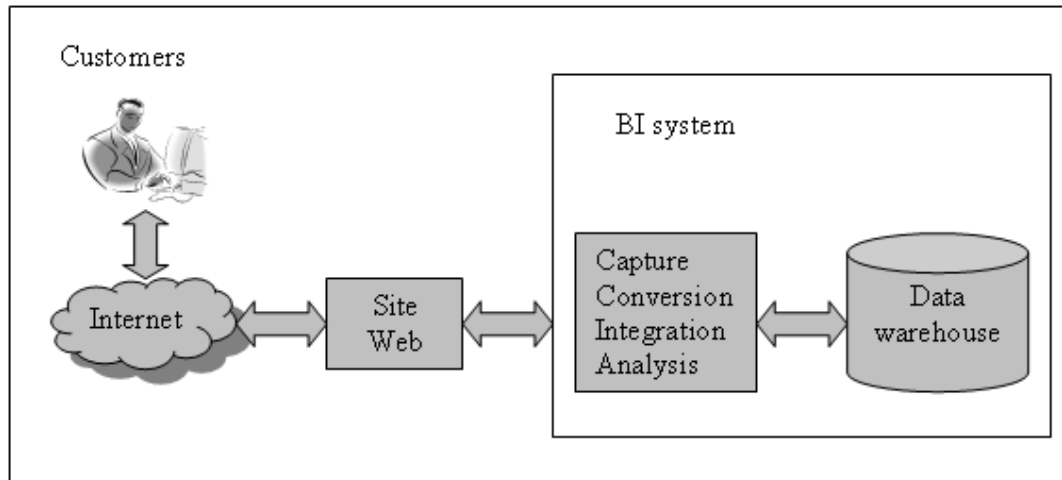 Customers
BI system
Internet
Site
Web
Capture
Conversion
Integration
Analysis
Data
warehouse